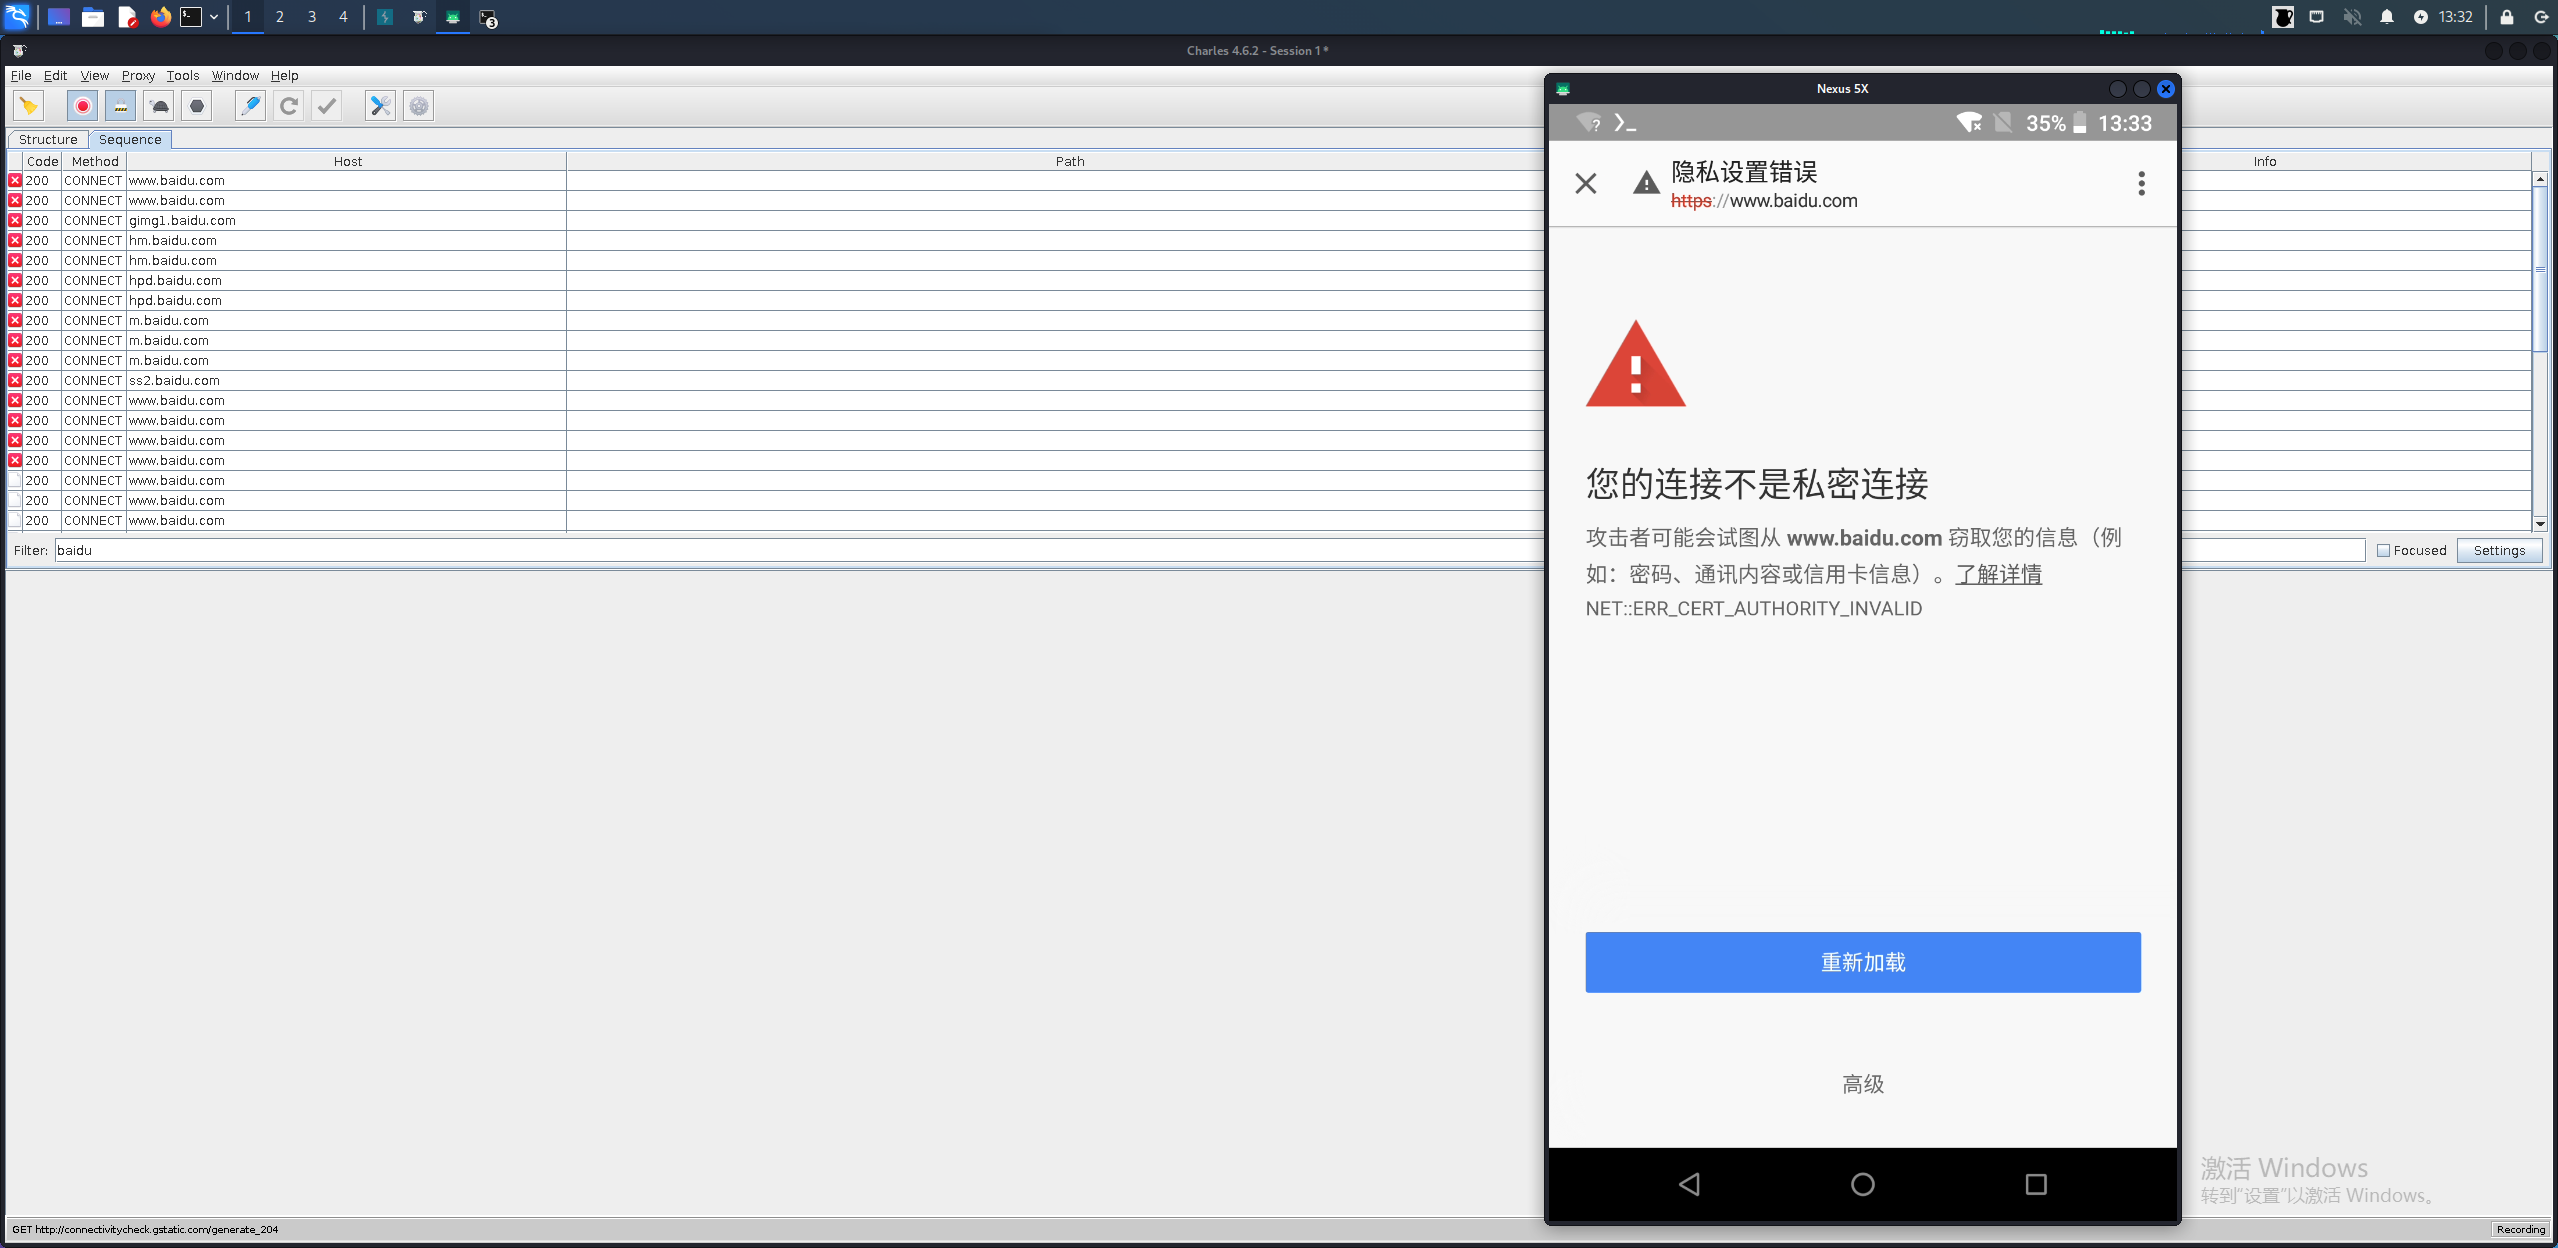 1 2 3 4
13:32
Charles 4.6.2 - Session 1 *
File Edit View Proxy Tools Window Help
Structure Sequence
Code Method Host Path Info
200 CONNECT www.baidu.com
200 CONNECT www.baidu.com
200 CONNECT gimg1.baidu.com
200 CONNECT hm.baidu.com
200 CONNECT hm.baidu.com
200 CONNECT hpd.baidu.com
200 CONNECT hpd.baidu.com
200 CONNECT m.baidu.com
200 CONNECT m.baidu.com
200 CONNECT m.baidu.com
200 CONNECT ss2.baidu.com
200 CONNECT www.baidu.com
200 CONNECT www.baidu.com
200 CONNECT www.baidu.com
200 CONNECT www.baidu.com
200 CONNECT www.baidu.com
200 CONNECT www.baidu.com
200 CONNECT www.baidu.com
Filter: baidu
Focused Settings
Nexus 5X
35% 13:33
隐私设置错误
https://www.baidu.com
您的连接不是私密连接
攻击者可能会试图从 www.baidu.com 窃取您的信息（例
如：密码、通讯内容或信用卡信息）。了解详情
NET::ERR_CERT_AUTHORITY_INVALID
重新加载
高级
激活 Windows
转到"设置"以激活 Windows。
GET http://connectivitycheck.gstatic.com/generate_204
Recording